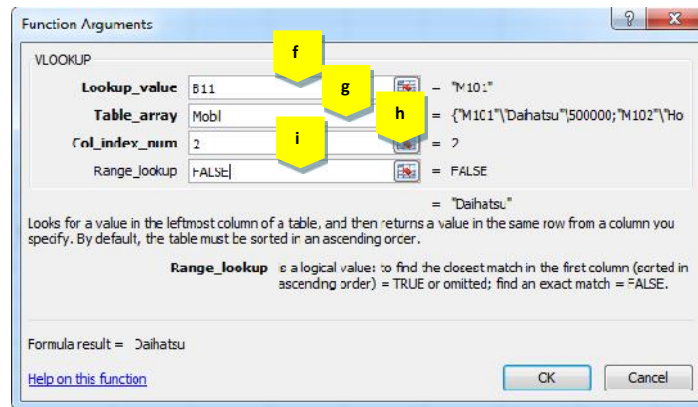 Function Arguments
VLOOKUP
f
Lookup_value B11 = "M101"
g
Table_array Mobl = {"M101"\"Daihatsu"\500000;"M102"\"Ho
h
Col_index_num 2 = 2
i
Range_lookup FALSE = FALSE
= "Daihatsu"
Looks for a value in the leftmost column of a table, and then returns a value in the same row from a column you
specify. By default, the table must be sorted in an ascending order.
Range_lookup is a logical value: to find the closest match in the first column (sorted in
ascending order) = TRUE or omitted; find an exact match = FALSE.
Formula result = Daihatsu
Help on this function
OK Cancel